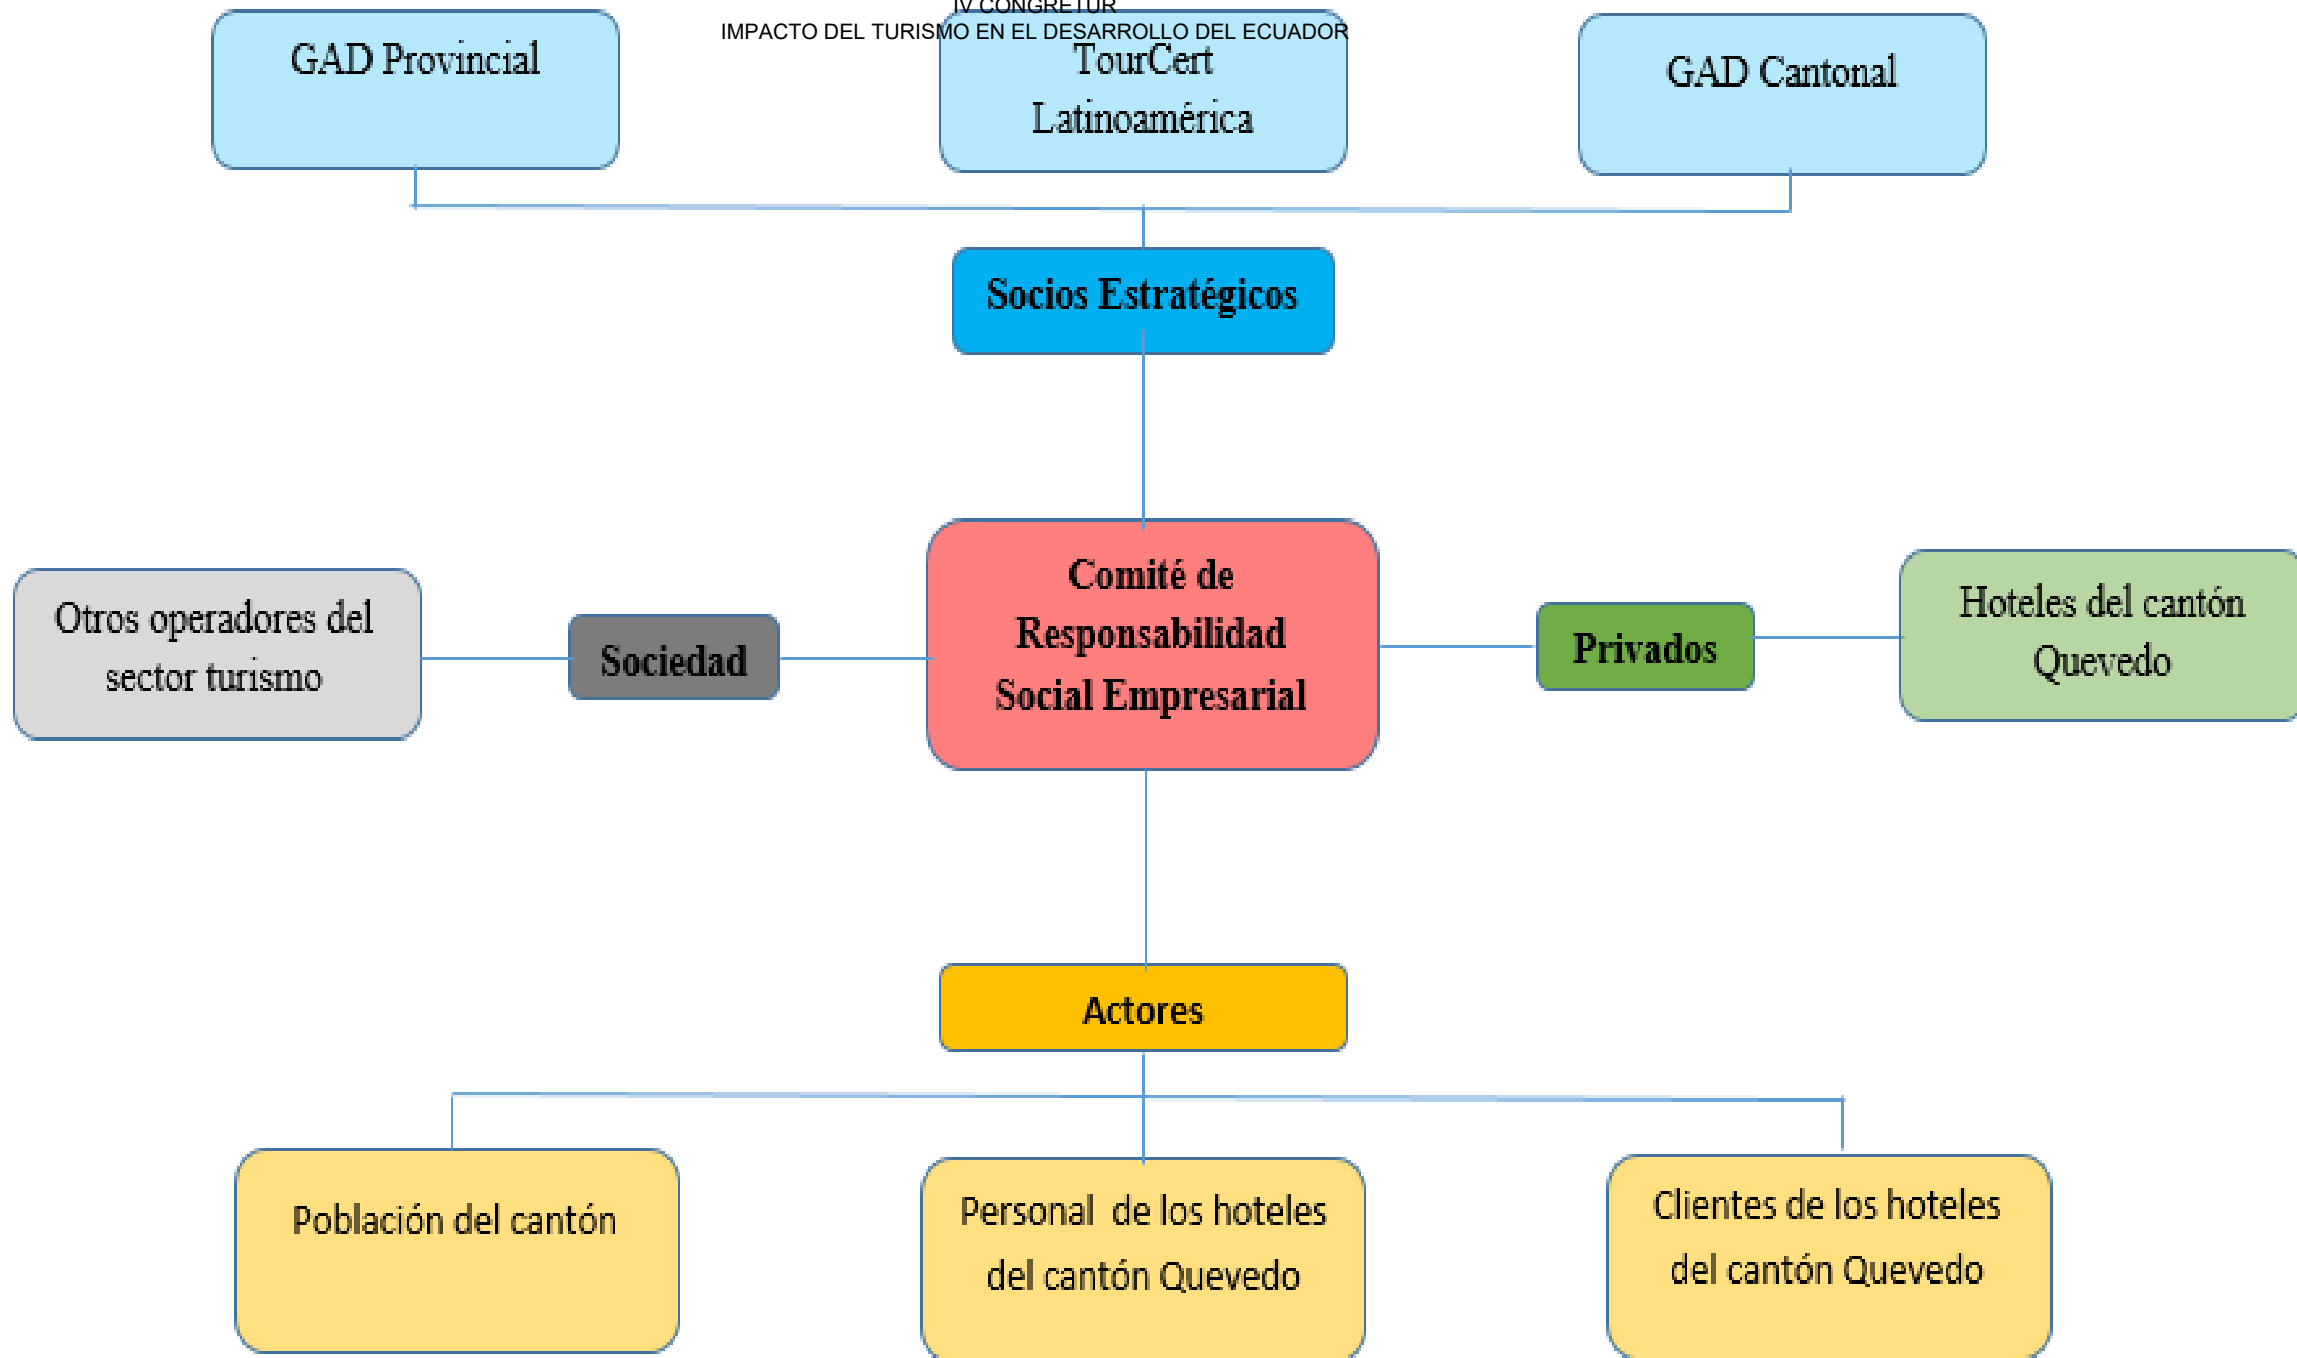 IV CONGRETUR
IMPACTO DEL TURISMO EN EL DESARROLLO DEL ECUADOR
GAD Provincial
TourCert
Latinoamérica
GAD Cantonal
Socios Estratégicos
Otros operadores del
sector turismo
Sociedad
Comité de
Responsabilidad
Social Empresarial
Privados
Hoteles del cantón
Quevedo
Actores
Población del cantón
Personal de los hoteles
del cantón Quevedo
Clientes de los hoteles
del cantón Quevedo